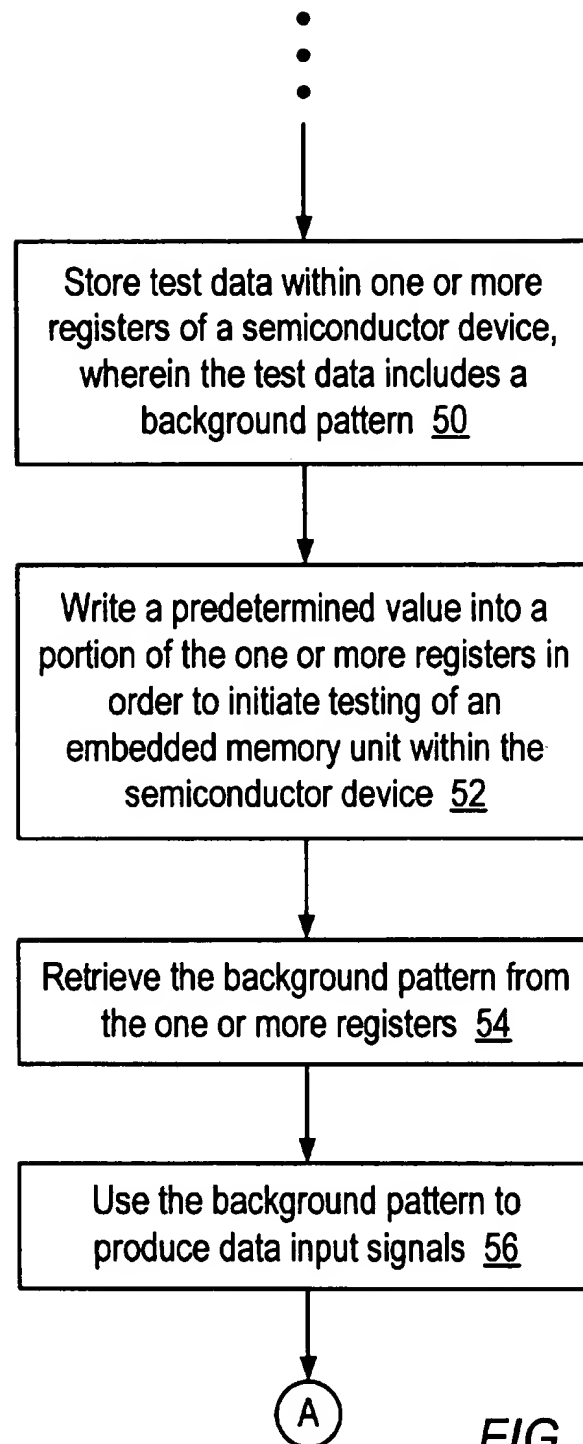 Store test data within one or more
registers of a semiconductor device,
wherein the test data includes a
background pattern 50
Write a predetermined value into a
portion of the one or more registers in
order to initiate testing of an
embedded memory unit within the
semiconductor device 52
Retrieve the background pattern from
the one or more registers 54
Use the background pattern to
produce data input signals 56
A
FIG